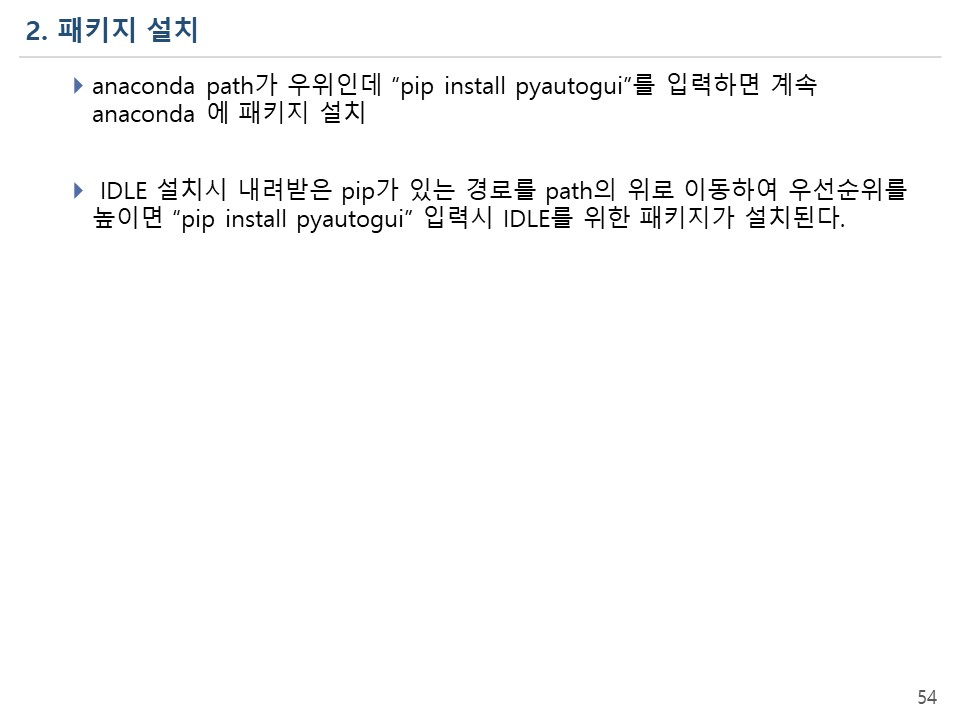 2. 패키지 설치
anaconda path가 우위인데 “pip install pyautogui”를 입력하면 계속
anaconda 에 패키지 설치
IDLE 설치시 내려받은 pip가 있는 경로를 path의 위로 이동하여 우선순위를
높이면 “pip install pyautogui” 입력시 IDLE를 위한 패키지가 설치된다.
54